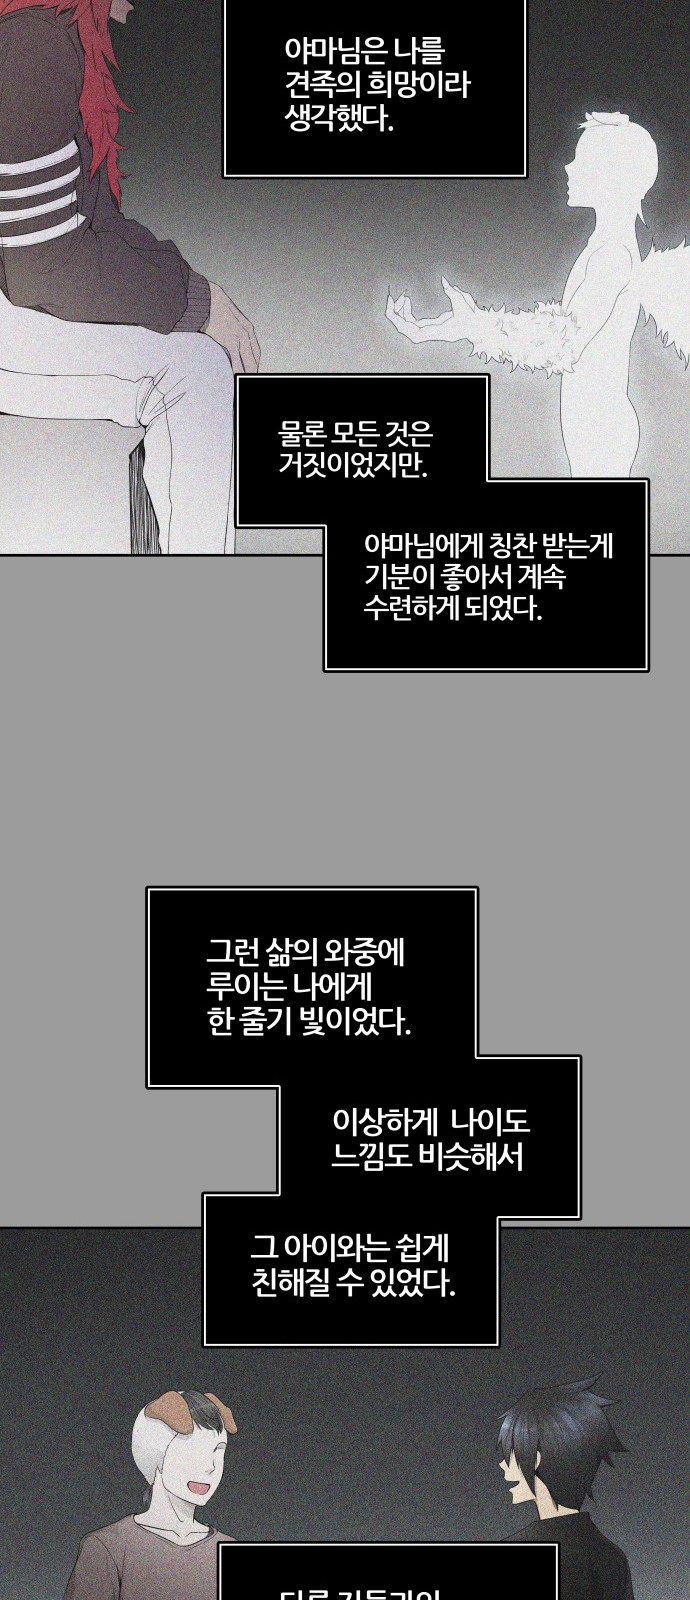 야마님은 나를
견족의 희망이라
생각했다.
물론 모든 것은
거짓이었지만.
야마님에게 칭찬 받는게
기분이 좋아서 계속
수련하게 되었다.
그런 삶의 와중에
루이는 나에게
한 줄기 빛이었다.
이상하게 나이도
느낌도 비슷해서
그 아이와는 쉽게
친해질 수 있었다.